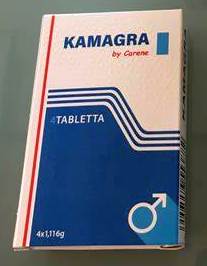 KAMAGRA
by Carene
4TABLETTA
4x1,116g